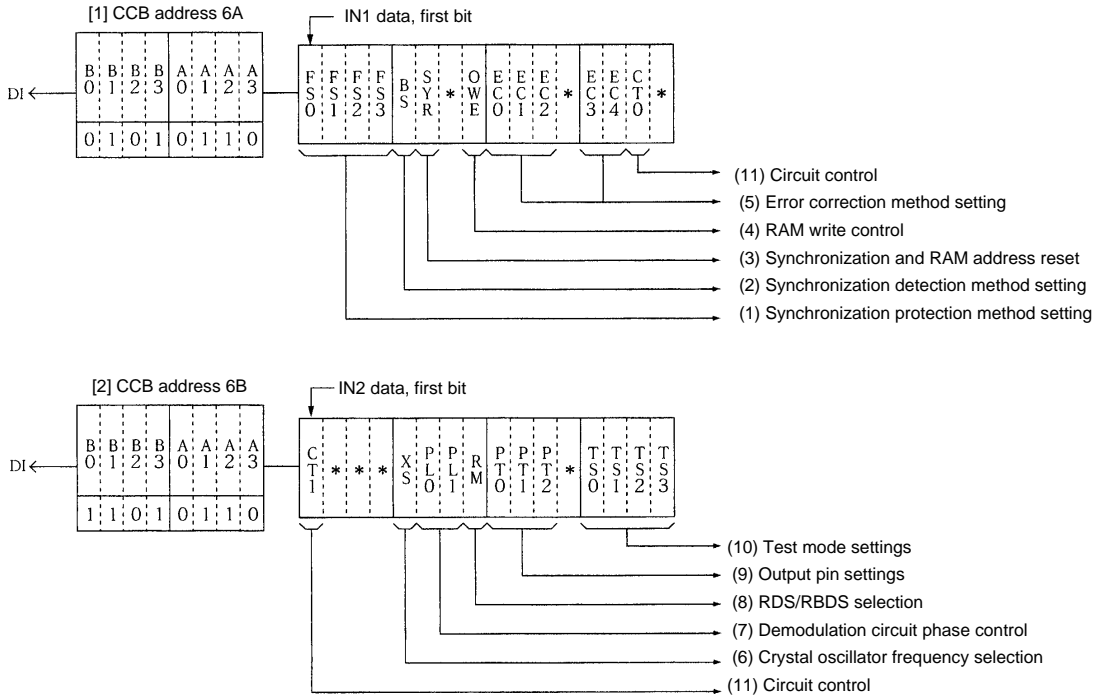 [1] CCB address 6A
IN1 data, first bit
DI
B0 B1 B2 B3 A0 A1 A2 A3
0 1 0 1 0 1 1 0
FS0 FS1 FS2 FS3 BS SYR * OWE EC0 EC1 EC2 * EC3 EC4 CT0 *
(11) Circuit control
(5) Error correction method setting
(4) RAM write control
(3) Synchronization and RAM address reset
(2) Synchronization detection method setting
(1) Synchronization protection method setting
[2] CCB address 6B
IN2 data, first bit
DI
B0 B1 B2 B3 A0 A1 A2 A3
1 1 0 1 0 1 1 0
CT1 * * * XS PL0 PL1 RM PT0 PT1 PT2 * TS0 TS1 TS2 TS3
(10) Test mode settings
(9) Output pin settings
(8) RDS/RBDS selection
(7) Demodulation circuit phase control
(6) Crystal oscillator frequency selection
(11) Circuit control